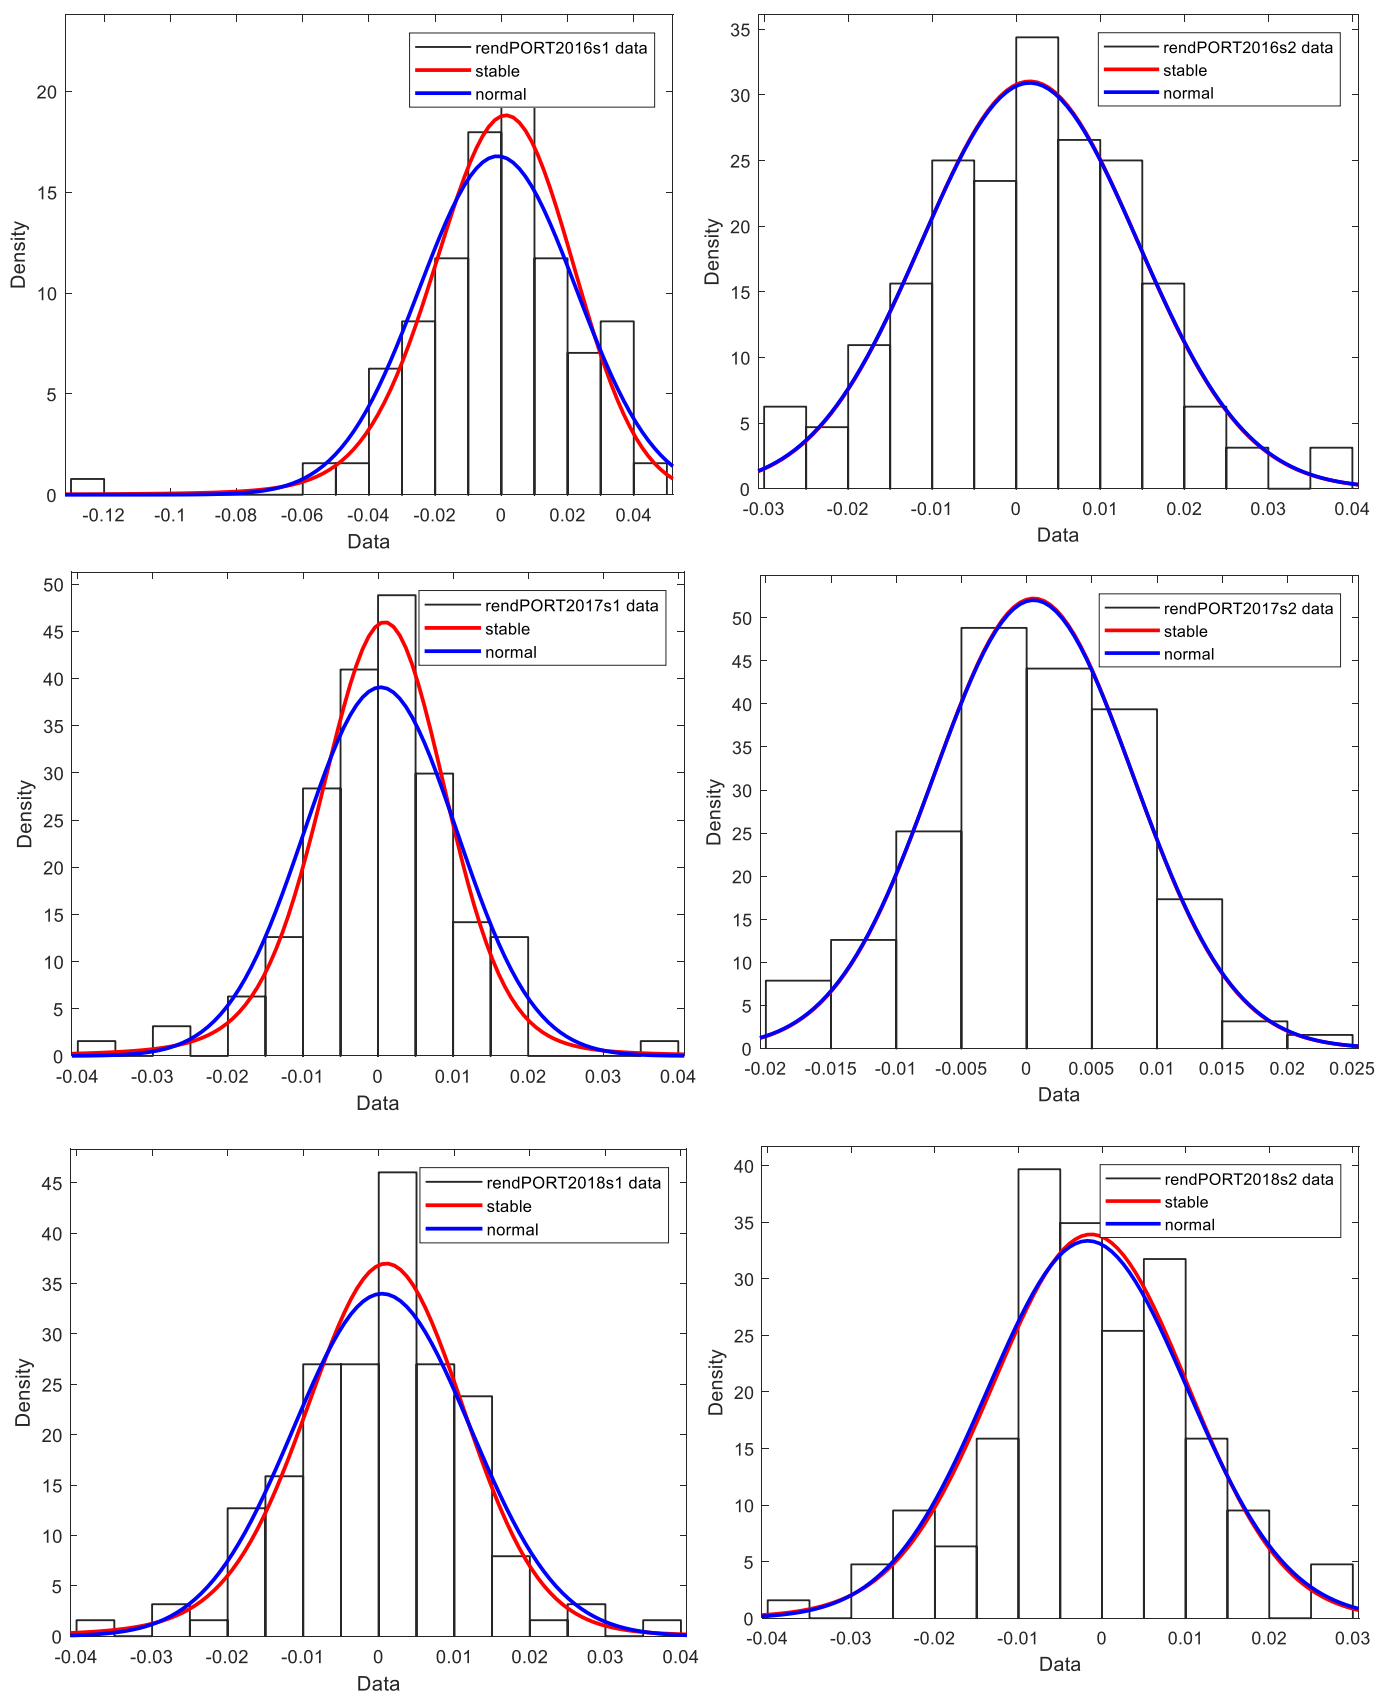 rendPORT2016s1 data
stable
normal
20
15
10
5
0
Density
-0.12 -0.1 -0.08 -0.06 -0.04 -0.02 0 0.02 0.04
Data
rendPORT2016s2 data
stable
normal
35
30
25
20
15
10
5
0
Density
-0.03 -0.02 -0.01 0 0.01 0.02 0.03 0.04
Data
rendPORT2017s1 data
stable
normal
50
45
40
35
30
25
20
15
10
5
0
Density
-0.04 -0.03 -0.02 -0.01 0 0.01 0.02 0.03 0.04
Data
rendPORT2017s2 data
stable
normal
50
45
40
35
30
25
20
15
10
5
0
Density
-0.02 -0.015 -0.01 -0.005 0 0.005 0.01 0.015 0.02 0.025
Data
rendPORT2018s1 data
stable
normal
45
40
35
30
25
20
15
10
5
0
Density
-0.04 -0.03 -0.02 -0.01 0 0.01 0.02 0.03 0.04
Data
rendPORT2018s2 data
stable
normal
40
35
30
25
20
15
10
5
0
Density
-0.04 -0.03 -0.02 -0.01 0 0.01 0.02 0.03
Data